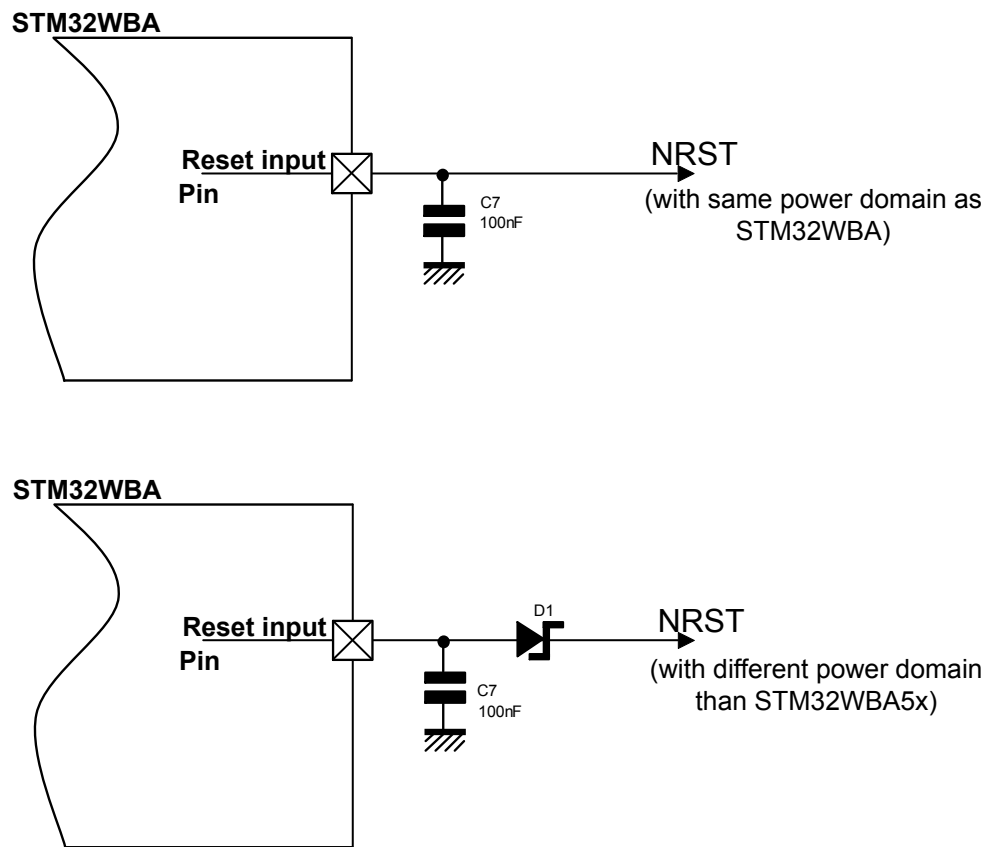 STM32WBA
Reset input
Pin
C7
100nF
NRST
(with same power domain as
STM32WBA)
STM32WBA
Reset input
Pin
C7
100nF
D1
NRST
(with different power domain
than STM32WBA5x)